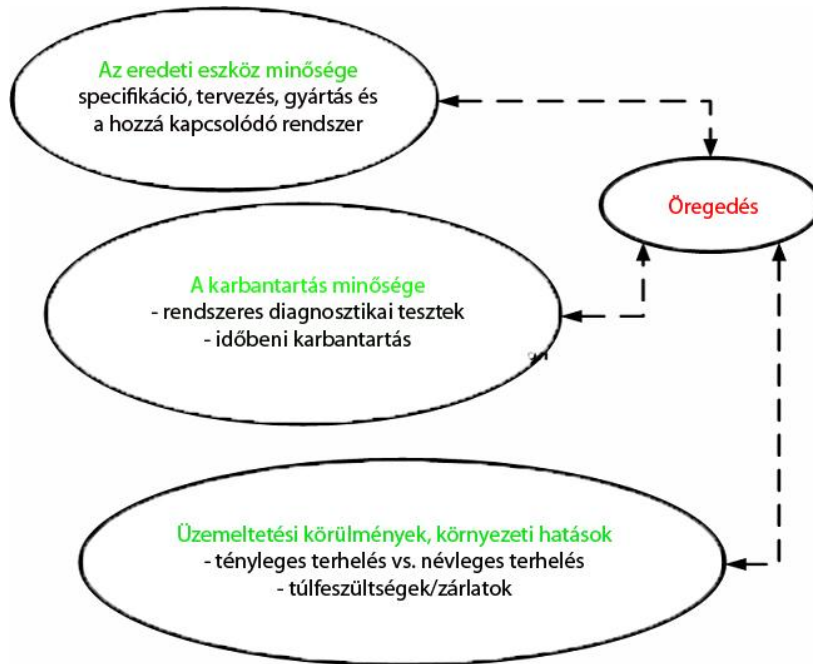 Az eredeti eszköz minősége
specifikáció, tervezés, gyártás és
a hozzá kapcsolódó rendszer
Öregedés
A karbantartás minősége
- rendszeres diagnosztikai tesztek
- időbeni karbantartás
Üzemeltetési körülmények, környezeti hatások
- tényleges terhelés vs. névleges terhelés
- túlfeszültségek/zárlatok